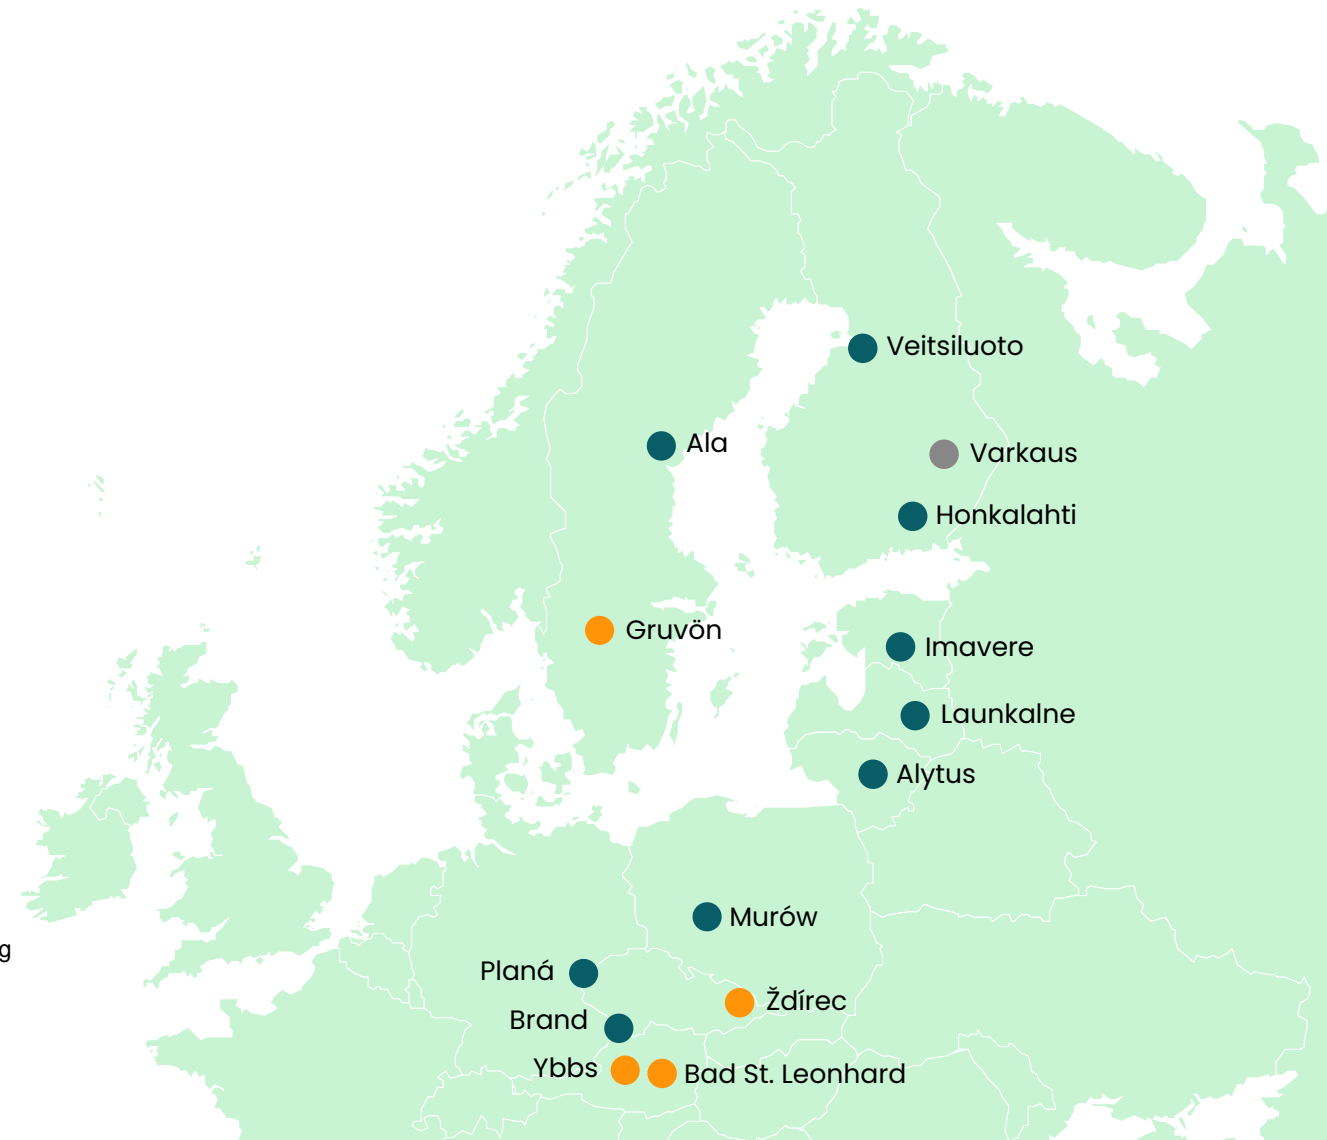 Veitsiluoto
Ala
Varkaus
Honkalahti
Gruvön
Imavere
Launkalne
Alytus
Murów
g
Planá
Ždírec
Brand
Ybbs
Bad St. Leonhard